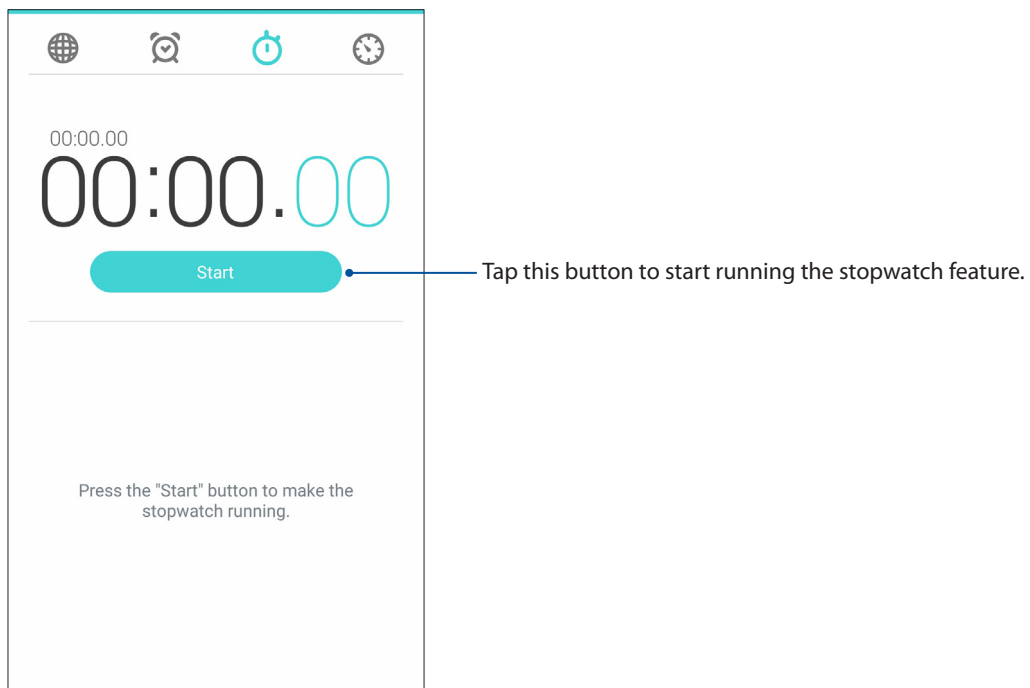 00:00.00
00:00.00
Start
Tap this button to start running the stopwatch feature.
Press the "Start" button to make the
stopwatch running.